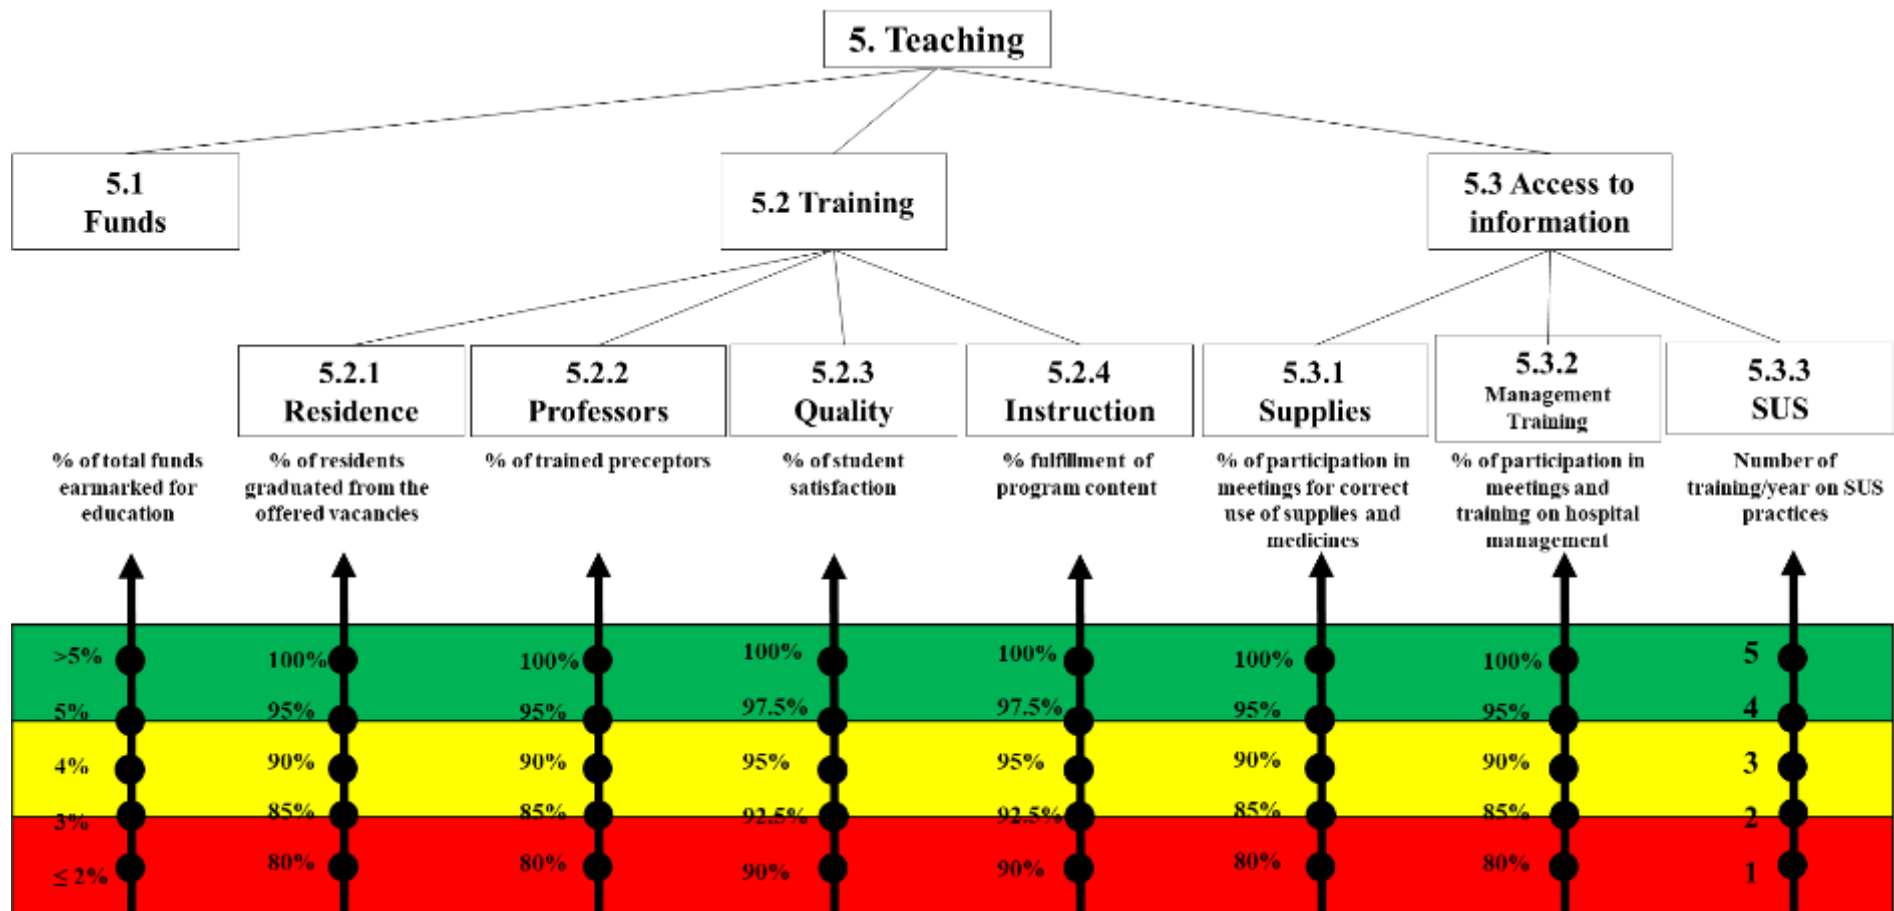 5. Teaching
5.1
Funds
5.2 Training
5.3 Access to
information
5.2.1
Residence
5.2.2
Professors
5.2.3
Quality
5.2.4
Instruction
5.3.1
Supplies
5.3.2
Management
Training
5.3.3
SUS
% of total funds
earmarked for
education
% of residents
graduated from the
offered vacancies
% of trained preceptors
% of student
satisfaction
% fulfillment of
program content
% of participation in
meetings for correct
use of supplies and
medicines
% of participation in
meetings and
training on hospital
management
Number of
training/year on SUS
practices
>5% 100% 100% 100% 100% 100% 100% 5
5% 95% 95% 97.5% 97.5% 95% 95% 4
4% 90% 90% 95% 95% 90% 90% 3
3% 85% 85% 92.5% 92.5% 85% 85% 2
≤ 2% 80% 80% 90% 90% 80% 80% 1